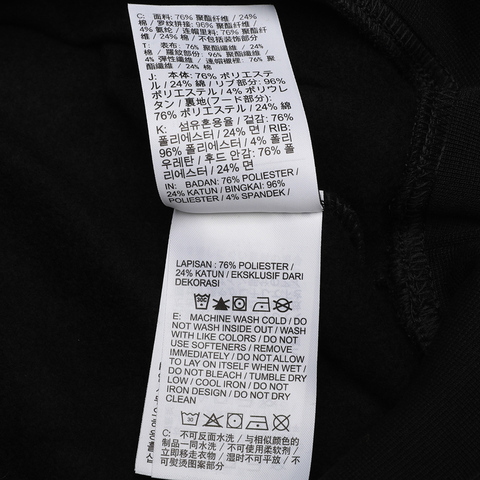 C: 面料: 76% 聚酯纤维 / 24%
棉 / 罗纹拼接: 96% 聚酯纤维 /
4% 氨纶 / 连帽里料: 76% 聚酯纤
维 / 24% 棉 / 不包括装饰部分
T: 表布: 76% 聚酯纖維 / 24%
棉 / 羅紋部份: 96% 聚酯纖維 /
4% 彈性纖維 / 連帽襯裡: 76% 聚
酯纖維 / 24% 棉
J: 本体: 76% ポリエステ
ル / 24% 綿 / リブ部分: 96%
ポリエステル / 4% ポリウレ
タン / 裏地(フード部分):
76% ポリエステル / 24% 綿
K: 섬유혼용율 / 겉감: 76%
폴리에스터 / 24% 면 / RIB:
96% 폴리에스터 / 4% 폴리
우레탄 / 후드 안감: 76% 폴
리에스터 / 24% 면
IN: BADAN: 76% POLIESTER /
24% KATUN / BINGKAI: 96%
POLIESTER / 4% SPANDEK /
LAPISAN : 76% POLIESTER /
24% KATUN / EKSKLUSIF DARI
DEKORASI
30C
E: MACHINE WASH COLD / DO
NOT WASH INSIDE OUT / WASH
WITH LIKE COLORS / DO NOT
USE SOFTENERS / REMOVE
IMMEDIATELY / DO NOT ALLOW
TO LAY ON ITSELF WHEN WET /
DO NOT BLEACH / TUMBLE DRY
LOW / COOL IRON / DO NOT
IRON DESIGN / DO NOT DRY
CLEAN
30
C: 不可反面水洗 / 与相似颜色的
制品一同水洗 / 不可使用柔软剂 /
立即移走衣物 / 湿时不可平放 / 不
可熨烫图案部分